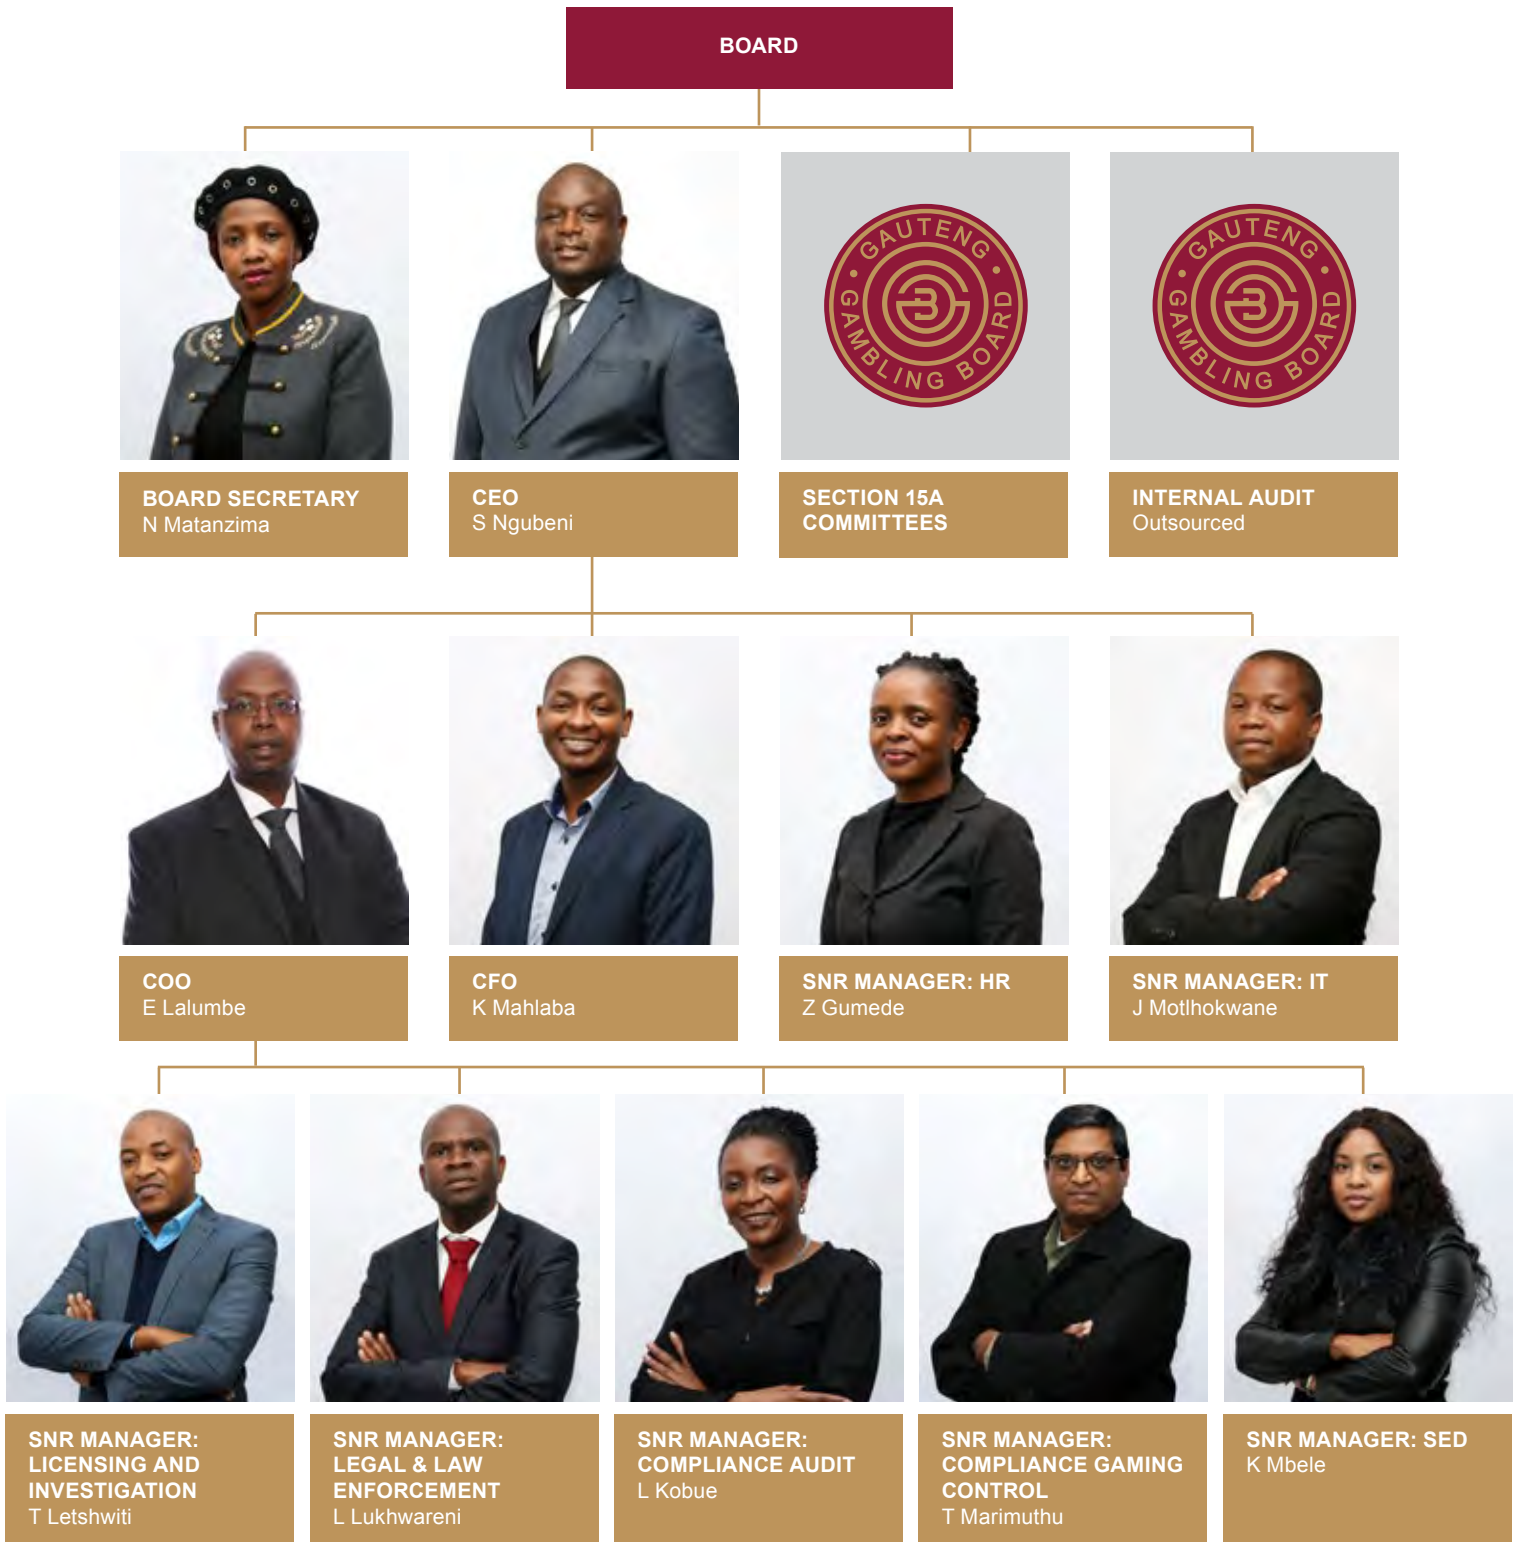 BOARD
GAUTENG
GAMBLING BOARD
B
GAUTENG
GAMBLING BOARD
B
BOARD SECRETARY
N Matanzima
CEO
S Ngubeni
SECTION 15A
COMMITTEES
INTERNAL AUDIT
Outsourced
COO
E Lalumbe
CFO
K Mahlaba
SNR MANAGER: HR
Z Gumede
SNR MANAGER: IT
J Motlhokwane
SNR MANAGER:
LICENSING AND
INVESTIGATION
T Letshwiti
SNR MANAGER:
LEGAL & LAW
ENFORCEMENT
L Lukhwareni
SNR MANAGER:
COMPLIANCE AUDIT
L Kobue
SNR MANAGER:
COMPLIANCE GAMING
CONTROL
T Marimuthu
SNR MANAGER: SED
K Mbele